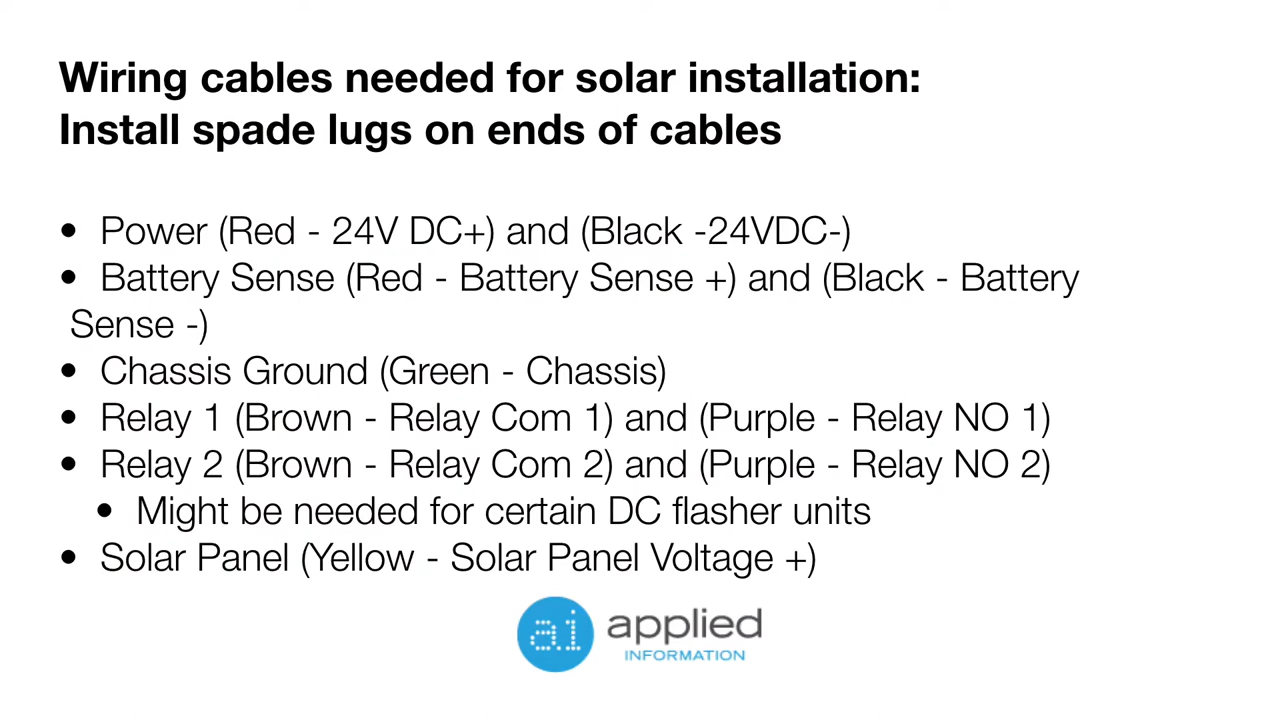 Wiring cables needed for solar installation:
Install spade lugs on ends of cables
• Power (Red - 24V DC+) and (Black -24VDC-)
• Battery Sense (Red - Battery Sense +) and (Black - Battery
Sense -)
• Chassis Ground (Green - Chassis)
• Relay 1 (Brown - Relay Com 1) and (Purple - Relay NO 1)
• Relay 2 (Brown - Relay Com 2) and (Purple - Relay NO 2)
• Might be needed for certain DC flasher units
• Solar Panel (Yellow - Solar Panel Voltage +)
ai applied
INFORMATION